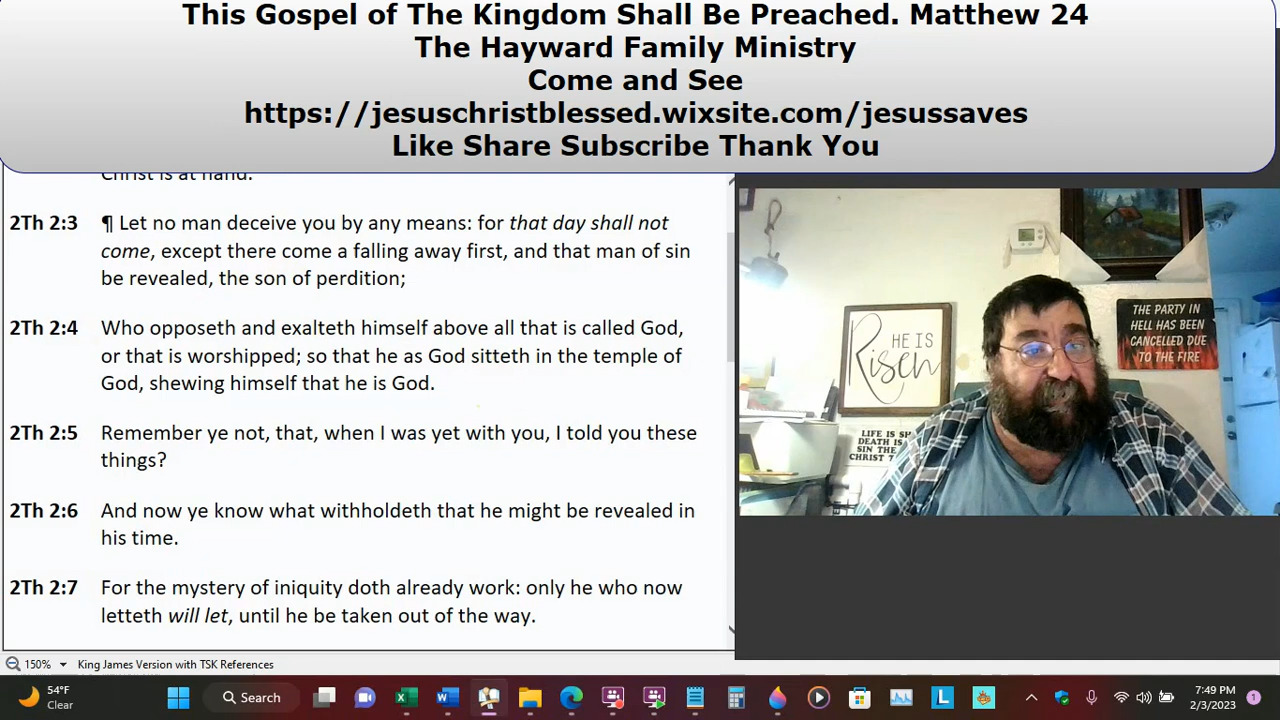 This Gospel of The Kingdom Shall Be Preached. Matthew 24
The Hayward Family Ministry
Come and See
https://jesuschristblessed.wixsite.com/jesussaves
Like Share Subscribe Thank You
Christ is at hand.
2Th 2:3 ¶ Let no man deceive you by any means: for that day shall not
come, except there come a falling away first, and that man of sin
be revealed, the son of perdition;
2Th 2:4 Who opposeth and exalteth himself above all that is called God,
or that is worshipped; so that he as God sitteth in the temple of
God, shewing himself that he is God.
2Th 2:5 Remember ye not, that, when I was yet with you, I told you these
things?
2Th 2:6 And now ye know what withholdeth that he might be revealed in
his time.
2Th 2:7 For the mystery of iniquity doth already work: only he who now
letteth will let, until he be taken out of the way.
HE IS
Risen
THE PARTY IN
HELL HAS BEEN
CANCELLED DUE
TO THE FIRE
LIFE IS SH
DEATH IS
SIN THE
CHRIST
150% King James Version with TSK References
54°F
Clear
Search
7:49 PM
2/3/2023
1